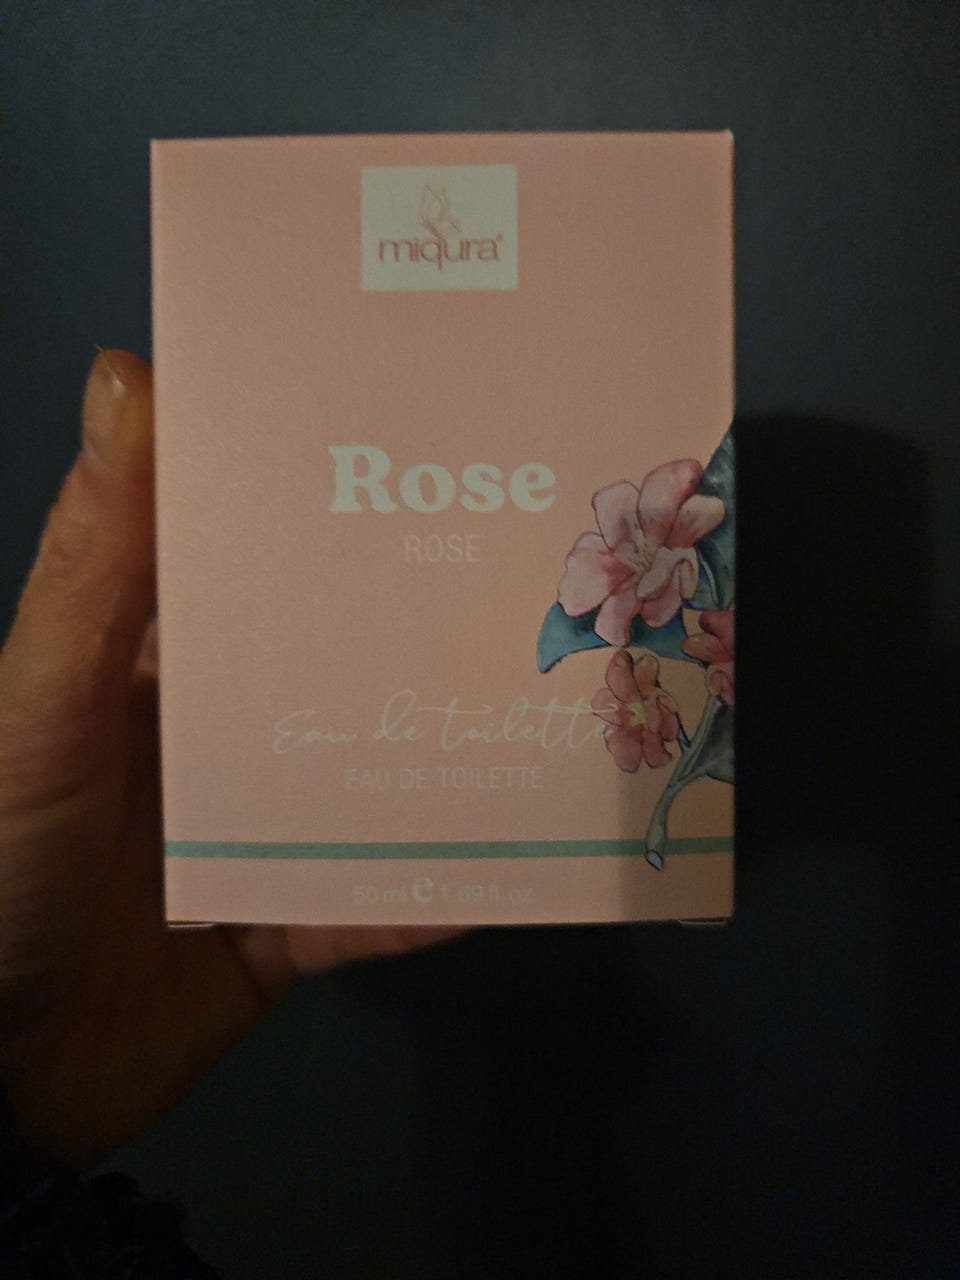 miqura®
Rose
ROSE
Eau de toilette
EAU DE TOILETTE
50 ml e 1.69 fl. oz